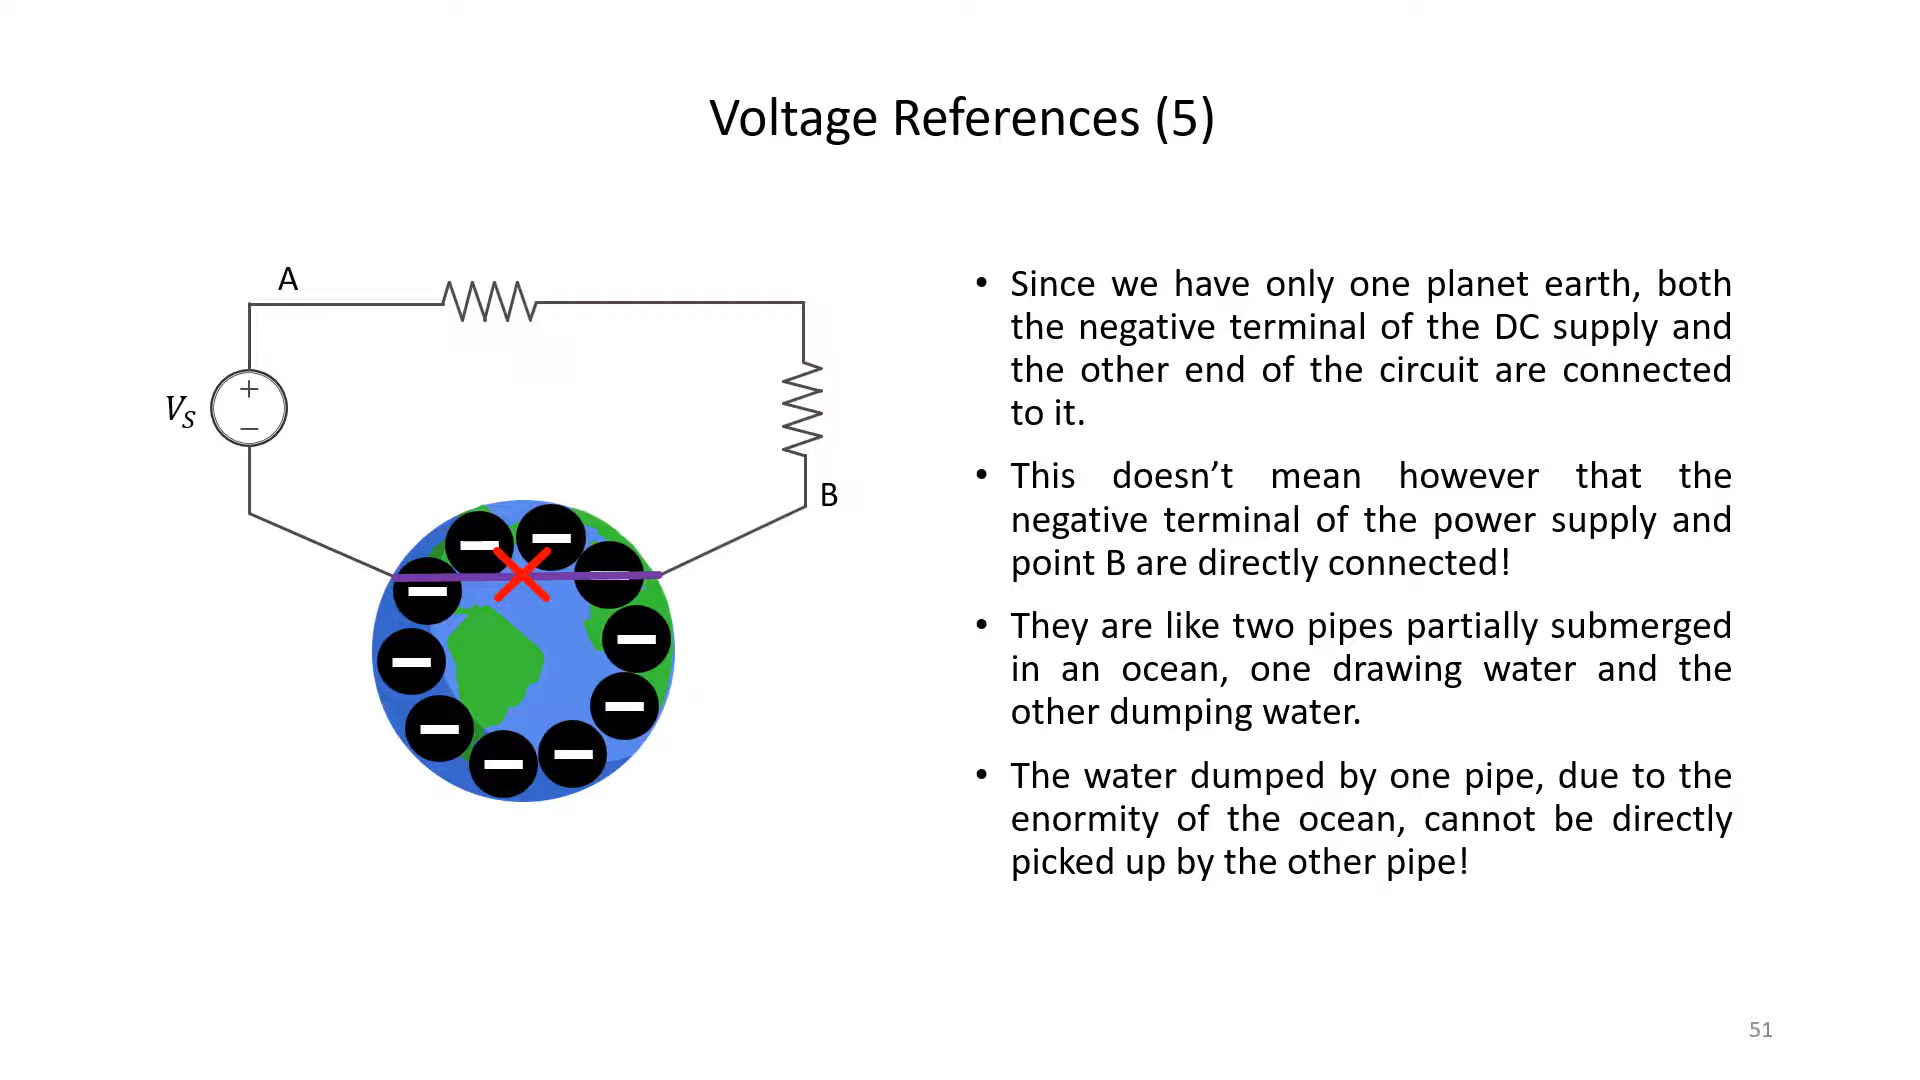 Voltage References (5)
A
+
V_S
−
B
• Since we have only one planet earth, both
the negative terminal of the DC supply and
the other end of the circuit are connected
to it.
• This doesn’t mean however that the
negative terminal of the power supply and
point B are directly connected!
• They are like two pipes partially submerged
in an ocean, one drawing water and the
other dumping water.
• The water dumped by one pipe, due to the
enormity of the ocean, cannot be directly
picked up by the other pipe!
51